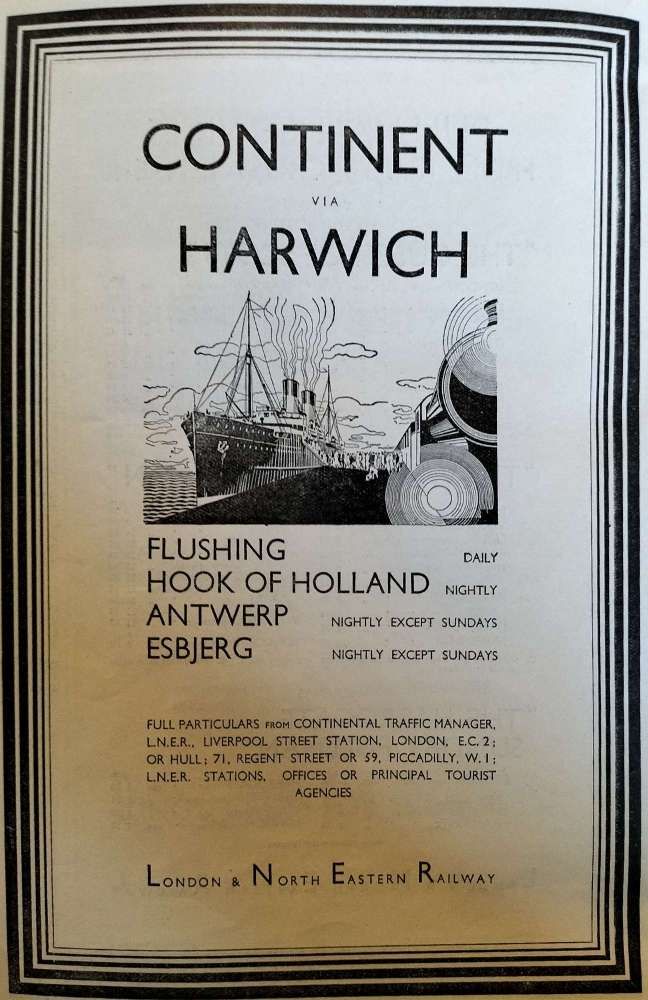 CONTINENT
VIA
HARWICH
FLUSHING DAILY
HOOK OF HOLLAND NIGHTLY
ANTWERP NIGHTLY EXCEPT SUNDAYS
ESBJERG NIGHTLY EXCEPT SUNDAYS
FULL PARTICULARS FROM CONTINENTAL TRAFFIC MANAGER,
L.N.E.R., LIVERPOOL STREET STATION, LONDON, E.C. 2;
OR HULL; 71, REGENT STREET OR 59, PICCADILLY, W. 1;
L.N.E.R. STATIONS, OFFICES OR PRINCIPAL TOURIST
AGENCIES
LONDON & NORTH EASTERN RAILWAY